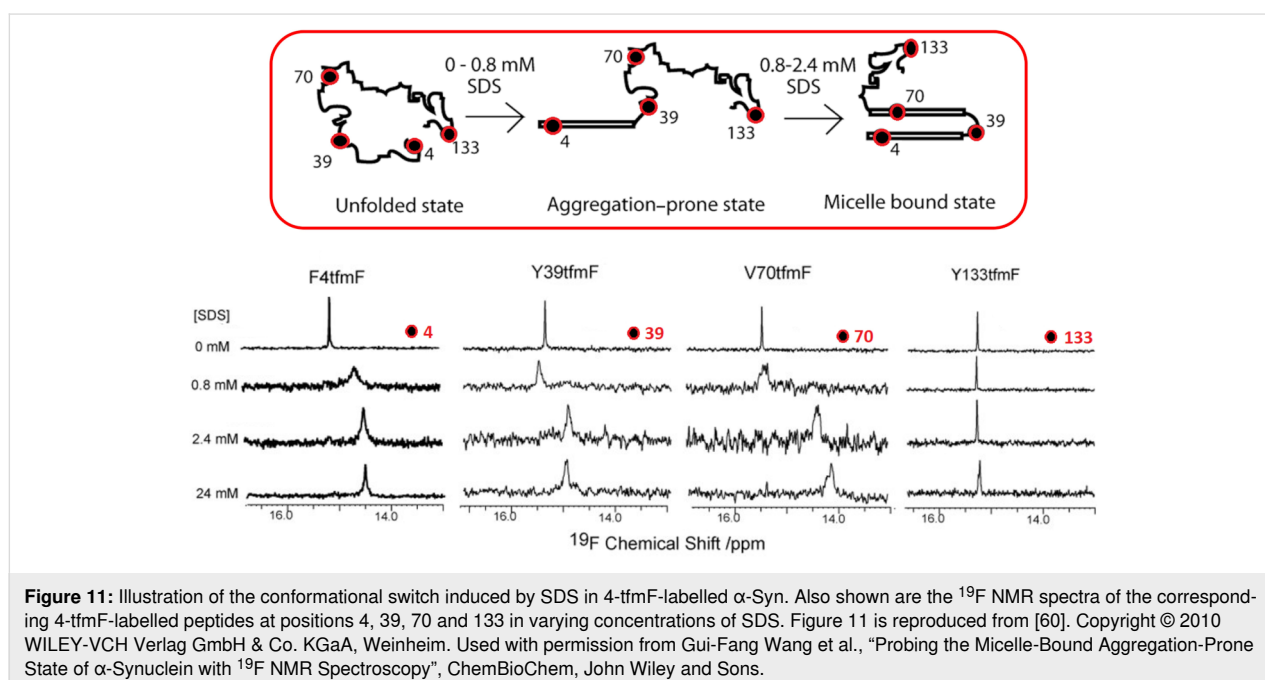 70
39
4
133
Unfolded state
0 - 0.8 mM
SDS
70
4
39
133
Aggregation–prone state
0.8-2.4 mM
SDS
133
70
39
4
Micelle bound state
F4tfmF
Y39tfmF
V70tfmF
Y133tfmF
[SDS]
0 mM
4
39
70
133
0.8 mM
2.4 mM
24 mM
16.0 14.0
16.0 14.0
16.0 14.0
16.0 14.0
19F Chemical Shift /ppm
Figure 11: Illustration of the conformational switch induced by SDS in 4-tfmF-labelled α-Syn. Also shown are the 19F NMR spectra of the correspond-
ing 4-tfmF-labelled peptides at positions 4, 39, 70 and 133 in varying concentrations of SDS. Figure 11 is reproduced from [60]. Copyright © 2010
WILEY-VCH Verlag GmbH & Co. KGaA, Weinheim. Used with permission from Gui-Fang Wang et al., “Probing the Micelle-Bound Aggregation-Prone
State of α-Synuclein with 19F NMR Spectroscopy”, ChemBioChem, John Wiley and Sons.